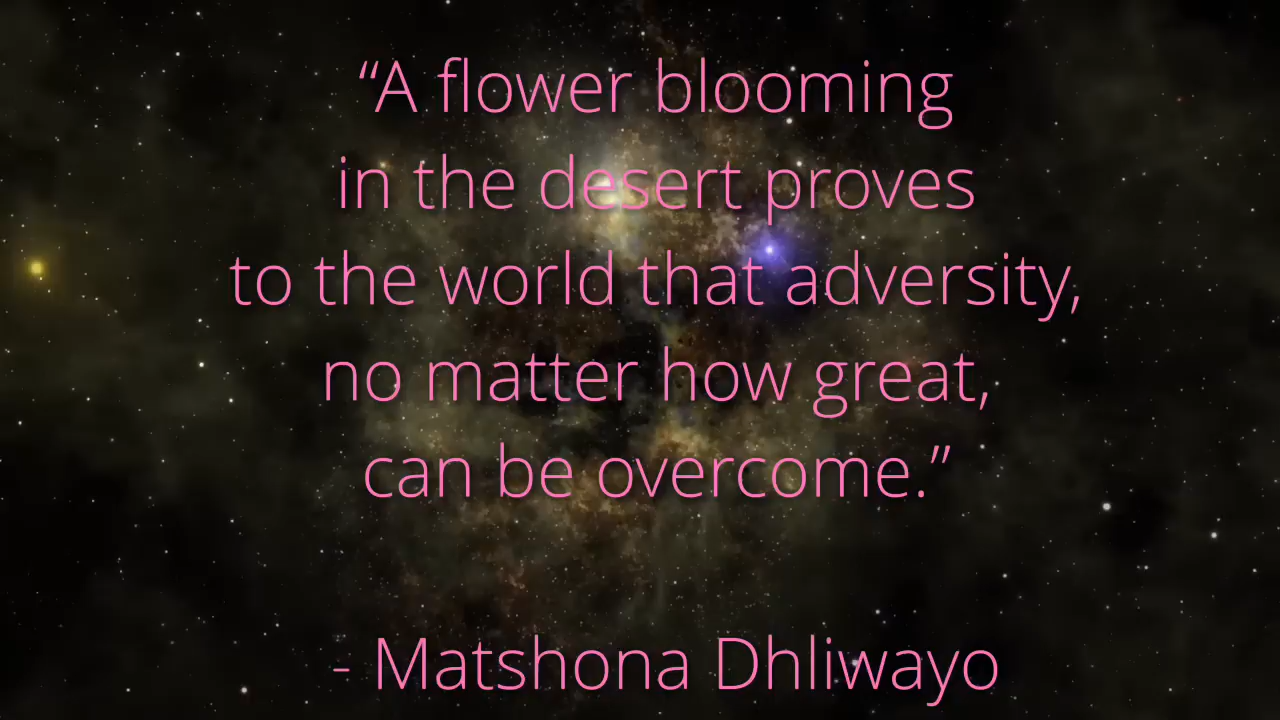 “A flower blooming
in the desert proves
to the world that adversity,
no matter how great,
can be overcome.”
- Matshona Dhliwayo